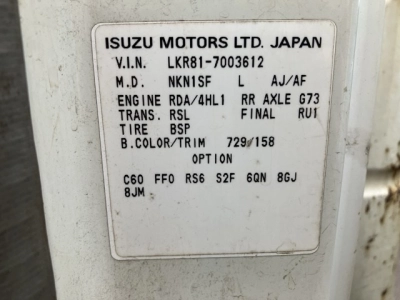 ISUZU MOTORS LTD. JAPAN
V.I.N. LKR81-7003612
M.D. NKN1SF L AJ/AF
ENGINE RDA/4HL1 RR AXLE G73
TRANS. RSL FINAL RU1
TIRE BSP
B.COLOR/TRIM 729/158
OPTION
C60 FF0 RS6 S2F 6QN 8GJ
8JM